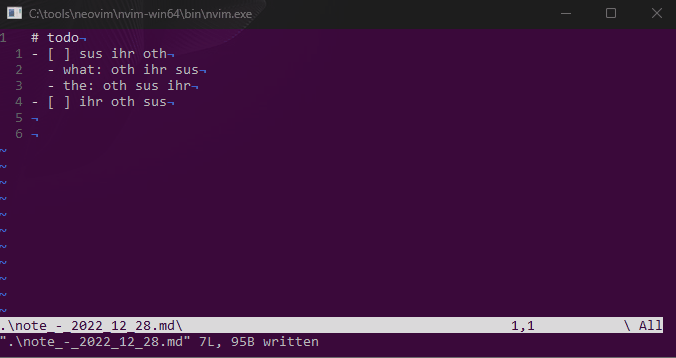 C:\tools\neovim\nvim-win64\bin\nvim.exe
1   # todo¬
  1 - [ ] sus ihr oth¬
  2   - what: oth ihr sus¬
  3   - the: oth sus ihr¬
  4 - [ ] ihr oth sus¬
  5 ¬
  6 ¬
~
~
~
~
~
~
~
~
~
~
.\note_-_2022_12_28.md\ 1,1 \ All
".\note_-_2022_12_28.md" 7L, 95B written